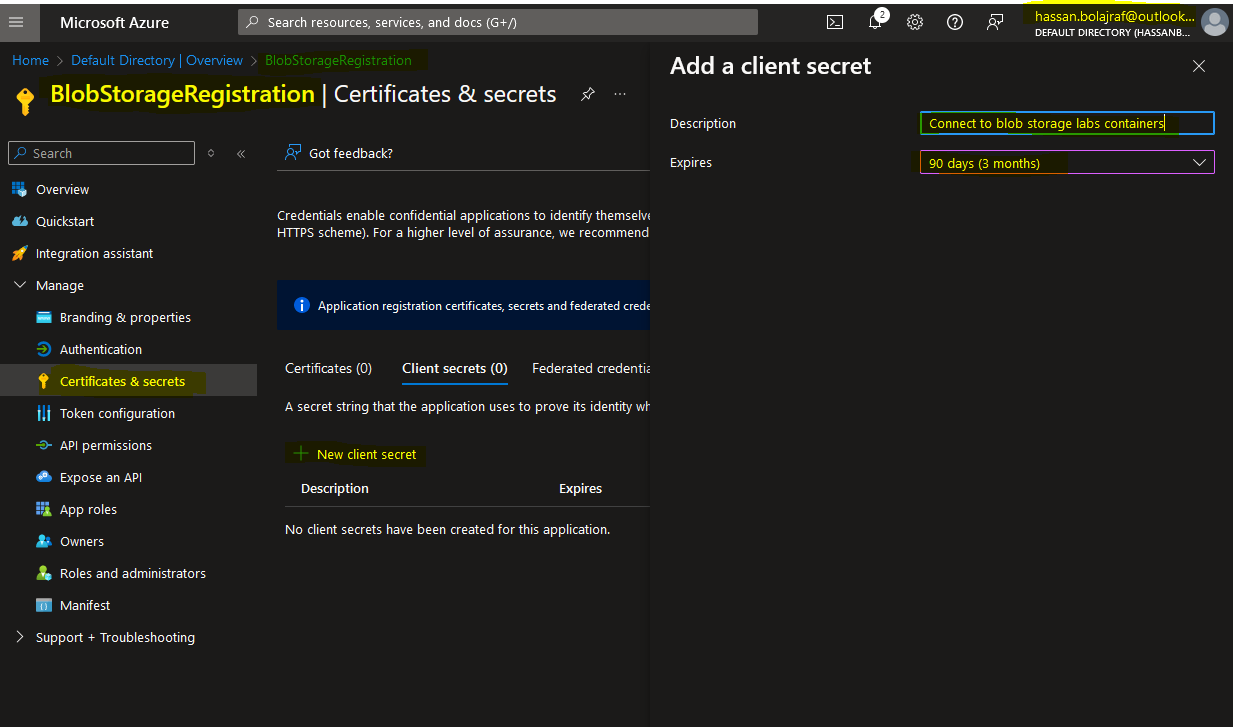 Microsoft Azure
Search resources, services, and docs (G+/)
2
hassan.bolajraf@outlook...
DEFAULT DIRECTORY (HASSANB...
Home > Default Directory | Overview > BlobStorageRegistration
BlobStorageRegistration | Certificates & secrets
Search
Overview
Quickstart
Integration assistant
Manage
Branding & properties
Authentication
Certificates & secrets
Token configuration
API permissions
Expose an API
App roles
Owners
Roles and administrators
Manifest
Support + Troubleshooting
Got feedback?
Credentials enable confidential applications to identify themselve
HTTPS scheme). For a higher level of assurance, we recommend
Application registration certificates, secrets and federated crede
Certificates (0) Client secrets (0) Federated credentia
A secret string that the application uses to prove its identity wh
New client secret
Description Expires
No client secrets have been created for this application.
Add a client secret
Description Connect to blob storage labs containers
Expires 90 days (3 months)